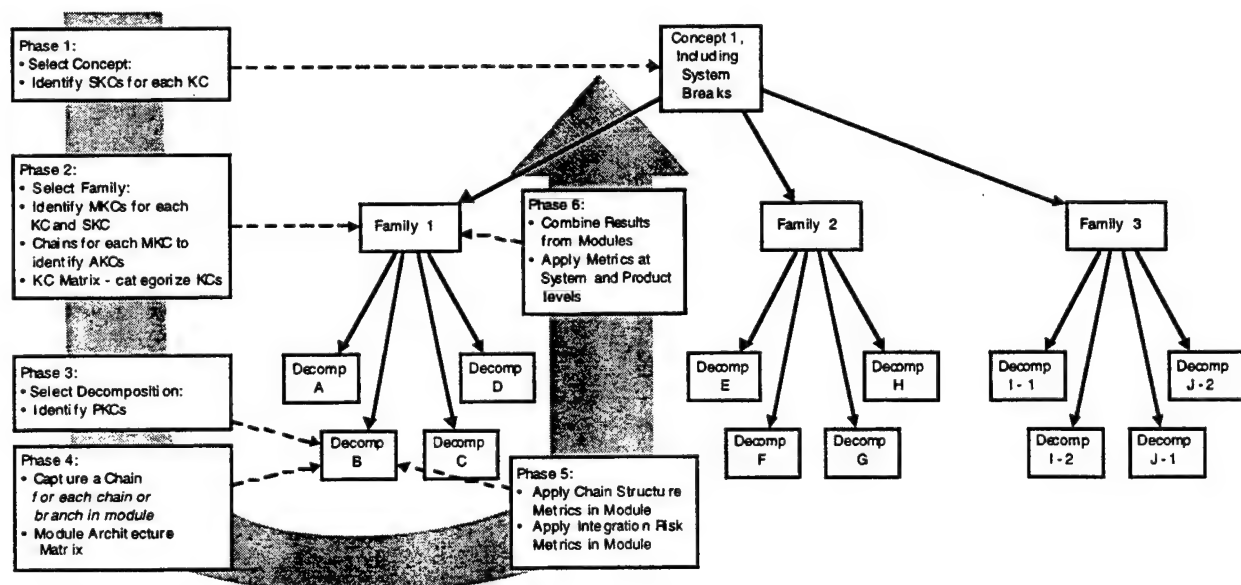 Phase 1:
• Select Concept:
• Identify SKCs for each KC
Concept 1,
Including
System
Breaks
Phase 2:
• Select Family:
• Identify MKCs for each
KC and SKC
• Chains for each MKC to
identify AKCs
• KC Matrix - categorize KCs
Family 1
Phase 6:
• Combine Results
from Modules
• Apply Metrics at
System and Product
levels
Family 2
Family 3
Phase 3:
• Select Decomposition:
• Identify PKCs
Decomp
A
Decomp
D
Decomp
B
Decomp
C
Decomp
E
Decomp
H
Decomp
F
Decomp
G
Decomp
I-1
Decomp
J-2
Decomp
I-2
Decomp
J-1
Phase 4:
• Capture a Chain
for each chain or
branch in module
• Module Architecture
Matrix
Phase 5:
• Apply Chain Structure
Metrics in Module
• Apply Integration Risk
Metrics in Module